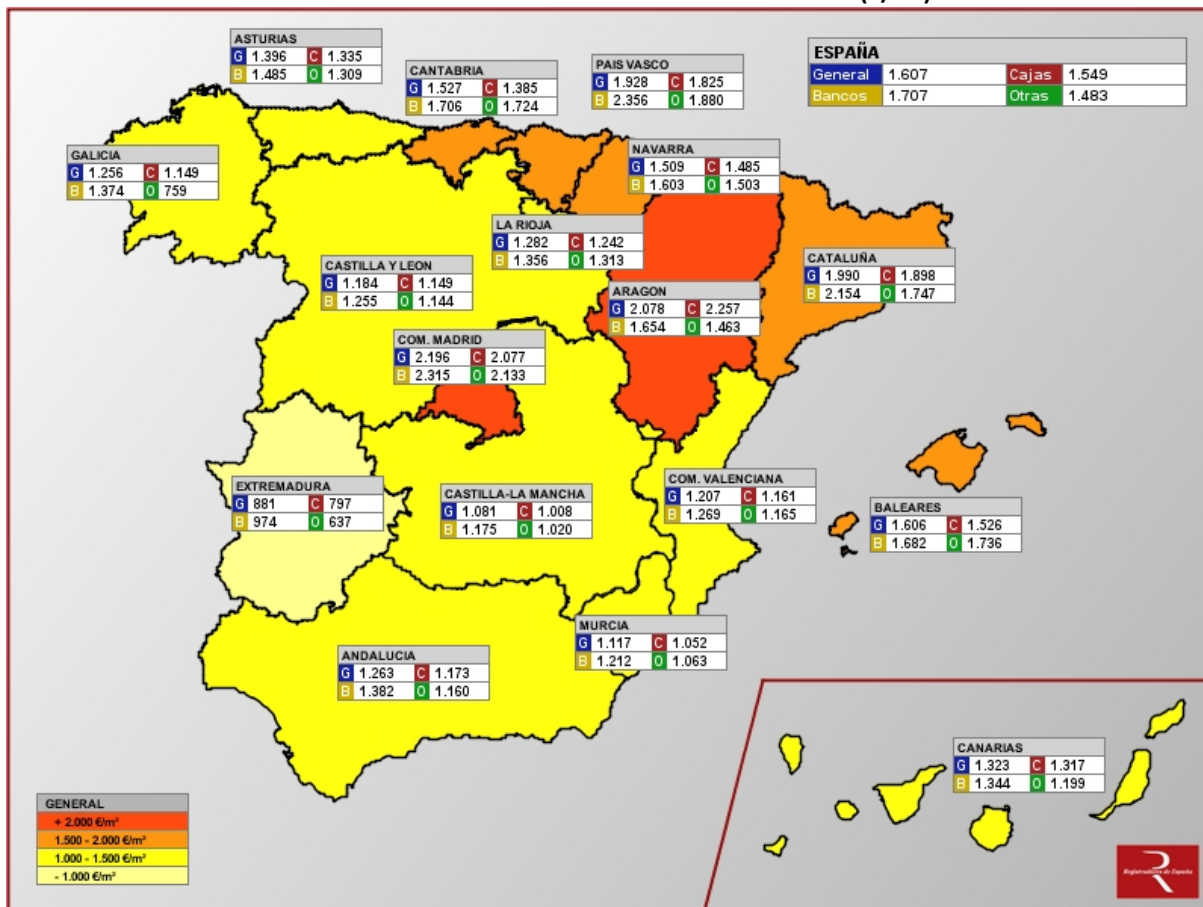 ASTURIAS
G 1.396 C 1.335
B 1.485 O 1.309
CANTABRIA
G 1.527 C 1.385
B 1.706 O 1.724
PAIS VASCO
G 1.928 C 1.825
B 2.356 O 1.880
ESPAÑA
General 1.607 Cajas 1.549
Bancos 1.707 Otras 1.483
GALICIA
G 1.256 C 1.149
B 1.374 O 759
NAVARRA
G 1.509 C 1.485
B 1.603 O 1.503
LA RIOJA
G 1.282 C 1.242
B 1.356 O 1.313
CASTILLA Y LEON
G 1.184 C 1.149
B 1.255 O 1.144
CATALUÑA
G 1.990 C 1.898
B 2.154 O 1.747
ARAGON
G 2.078 C 2.257
B 1.654 O 1.463
COM. MADRID
G 2.196 C 2.077
B 2.315 O 2.133
EXTREMADURA
G 881 C 797
B 974 O 637
CASTILLA-LA MANCHA
G 1.081 C 1.008
B 1.175 O 1.020
COM. VALENCIANA
G 1.207 C 1.161
B 1.269 O 1.165
BALEARES
G 1.606 C 1.526
B 1.682 O 1.736
MURCIA
G 1.117 C 1.052
B 1.212 O 1.063
ANDALUCIA
G 1.263 C 1.173
B 1.382 O 1.160
CANARIAS
G 1.323 C 1.317
B 1.344 O 1.199
GENERAL
+ 2.000 €/m²
1.500 - 2.000 €/m²
1.000 - 1.500 €/m²
- 1.000 €/m²
R
Registradores de España